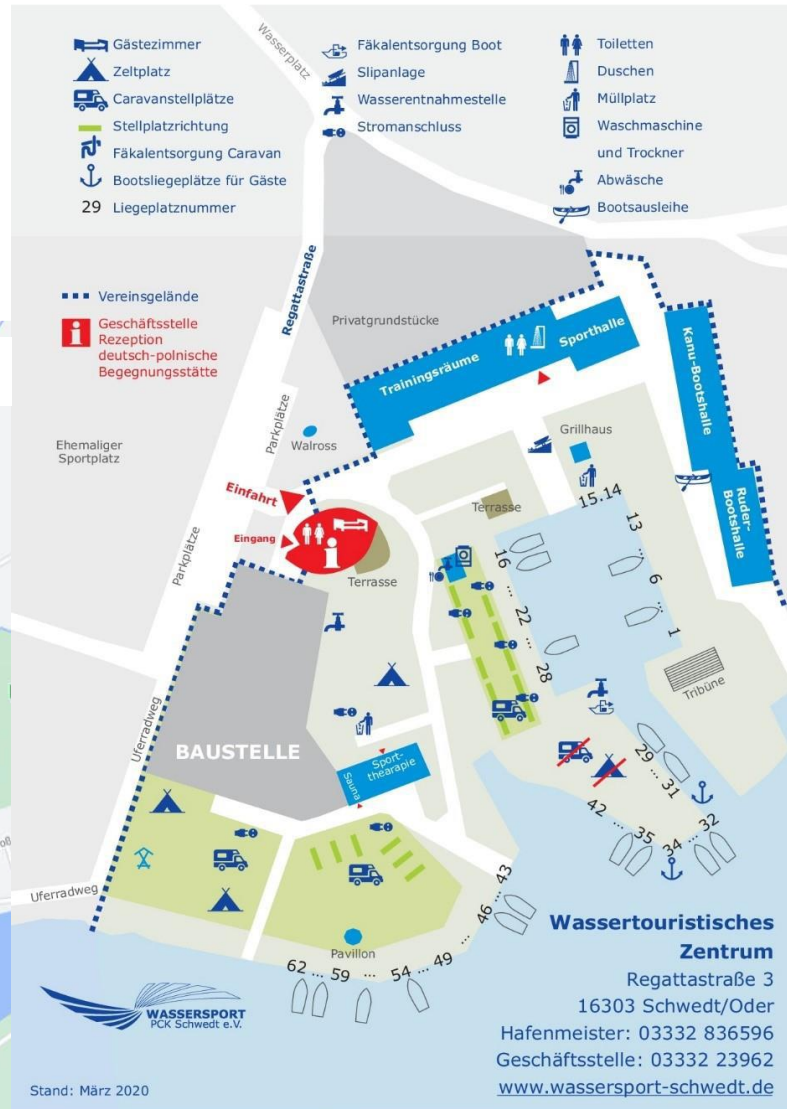 Gästezimmer
Zeltplatz
Caravanstellplätze
Stellplatzrichtung
Fäkalentsorgung Caravan
Bootsliegeplätze für Gäste
29 Liegeplatznummer
Fäkalentsorgung Boot
Slipanlage
Wasserentnahmestelle
Stromanschluss
Toiletten
Duschen
Müllplatz
Waschmaschine
und Trockner
Abwäsche
Bootsausleihe
Wasserplatz
Regattastraße
Vereinsgelände
Geschäftsstelle
Rezeption
deutsch-polnische
Begegnungsstätte
Privatgrundstücke
Trainingsräume
Sporthalle
Kanu-Bootshalle
Ruder-
Bootshalle
Ehemaliger
Sportplatz
Parkplätze
Walross
Grillhaus
Einfahrt
Eingang
Terrasse
Terrasse
Parkplätze
15.14
13
...
6
...
1
16
...
22
...
28
Tribüne
Uferradweg
BAUSTELLE
Sauna
Sport-
thearapie
29
...
31
32
...
34
35
...
42
43
...
46
...
49
...
54
...
59
...
62
Uferradweg
Pavillon
Wassertouristisches
Zentrum
Regattastraße 3
16303 Schwedt/Oder
Hafenmeister: 03332 836596
Geschäftsstelle: 03332 23962
www.wassersport-schwedt.de
WASSERSPORT
PCK Schwedt e.V.
Stand: März 2020